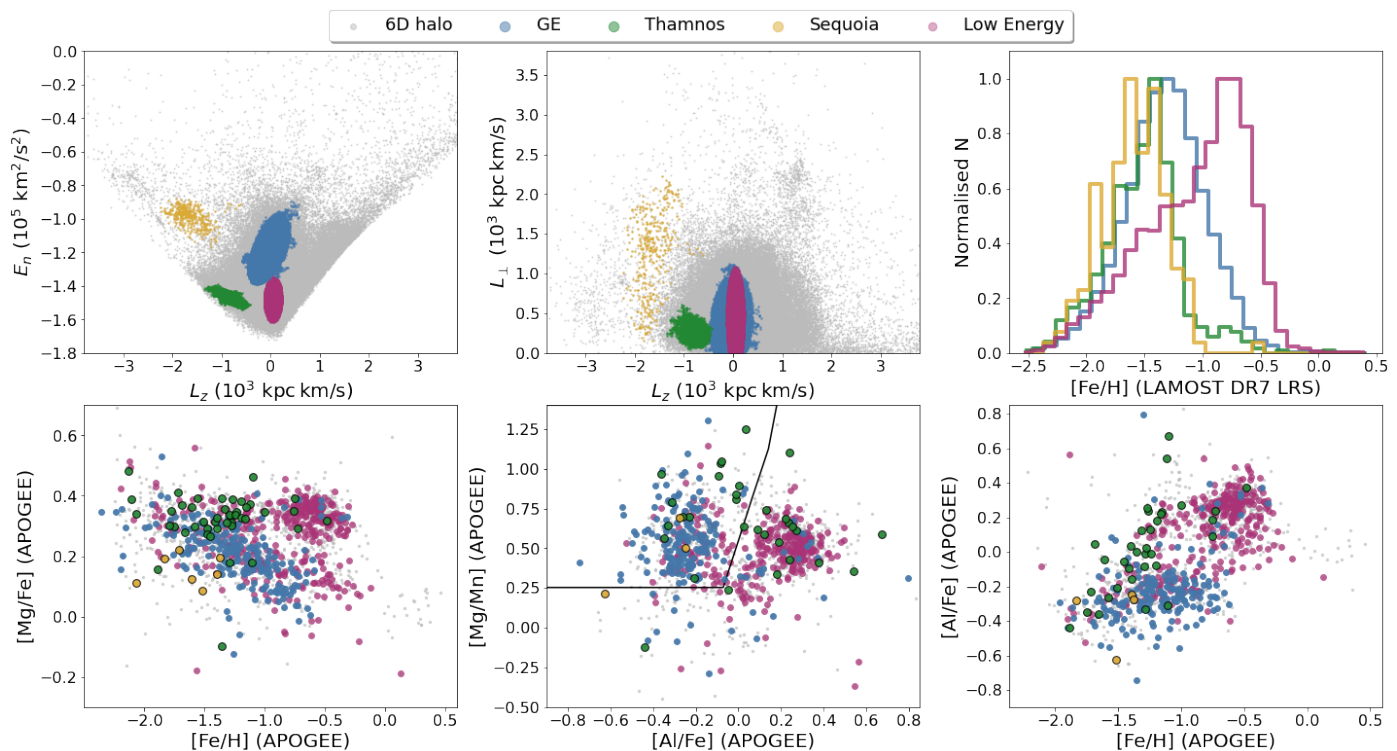 6D halo GE Thamnos Sequoia Low Energy
0.0
−0.2
−0.4
−0.6
−0.8
−1.0
−1.2
−1.4
−1.6
−1.8
E_n (10^5 km^2/s^2)
−3 −2 −1 0 1 2 3
L_z (10^3 kpc km/s)
3.5
3.0
2.5
2.0
1.5
1.0
0.5
0.0
L_⊥ (10^3 kpc km/s)
−3 −2 −1 0 1 2 3
L_z (10^3 kpc km/s)
1.0
0.8
0.6
0.4
0.2
0.0
Normalised N
−2.5 −2.0 −1.5 −1.0 −0.5 0.0 0.5
[Fe/H] (LAMOST DR7 LRS)
0.6
0.4
0.2
0.0
−0.2
[Mg/Fe] (APOGEE)
−2.0 −1.5 −1.0 −0.5 0.0 0.5
[Fe/H] (APOGEE)
1.25
1.00
0.75
0.50
0.25
0.00
−0.25
−0.50
[Mg/Mn] (APOGEE)
−0.8 −0.6 −0.4 −0.2 0.0 0.2 0.4 0.6 0.8
[Al/Fe] (APOGEE)
0.8
0.6
0.4
0.2
0.0
−0.2
−0.4
−0.6
−0.8
[Al/Fe] (APOGEE)
−2.0 −1.5 −1.0 −0.5 0.0 0.5
[Fe/H] (APOGEE)